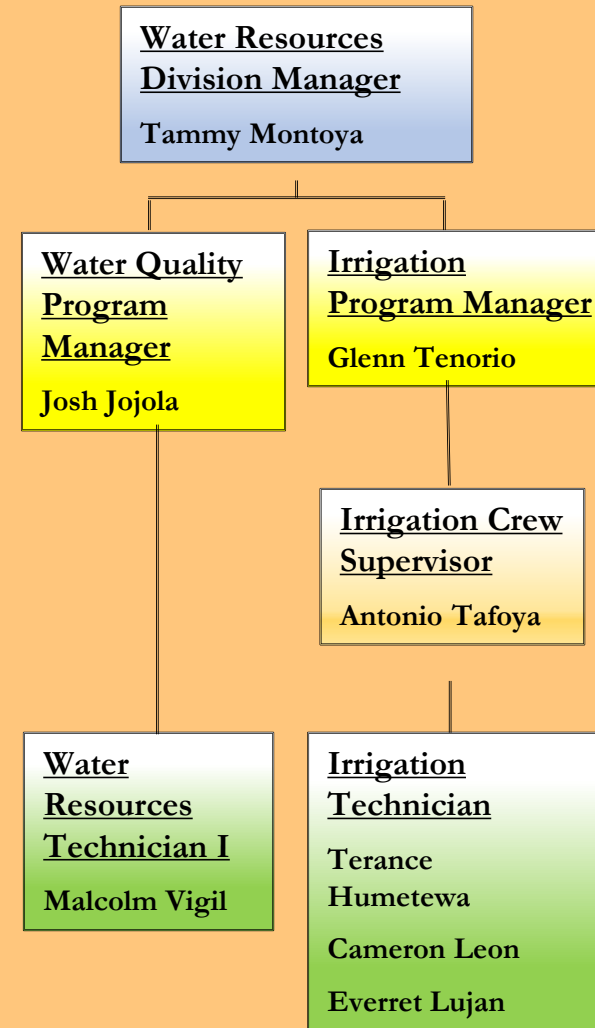 Water Resources
Division Manager
Tammy Montoya
Water Quality
Program
Manager
Josh Jojola
Irrigation
Program Manager
Glenn Tenorio
Irrigation Crew
Supervisor
Antonio Tafoya
Water
Resources
Technician I
Malcolm Vigil
Irrigation
Technician
Terance
Humetewa
Cameron Leon
Everret Lujan